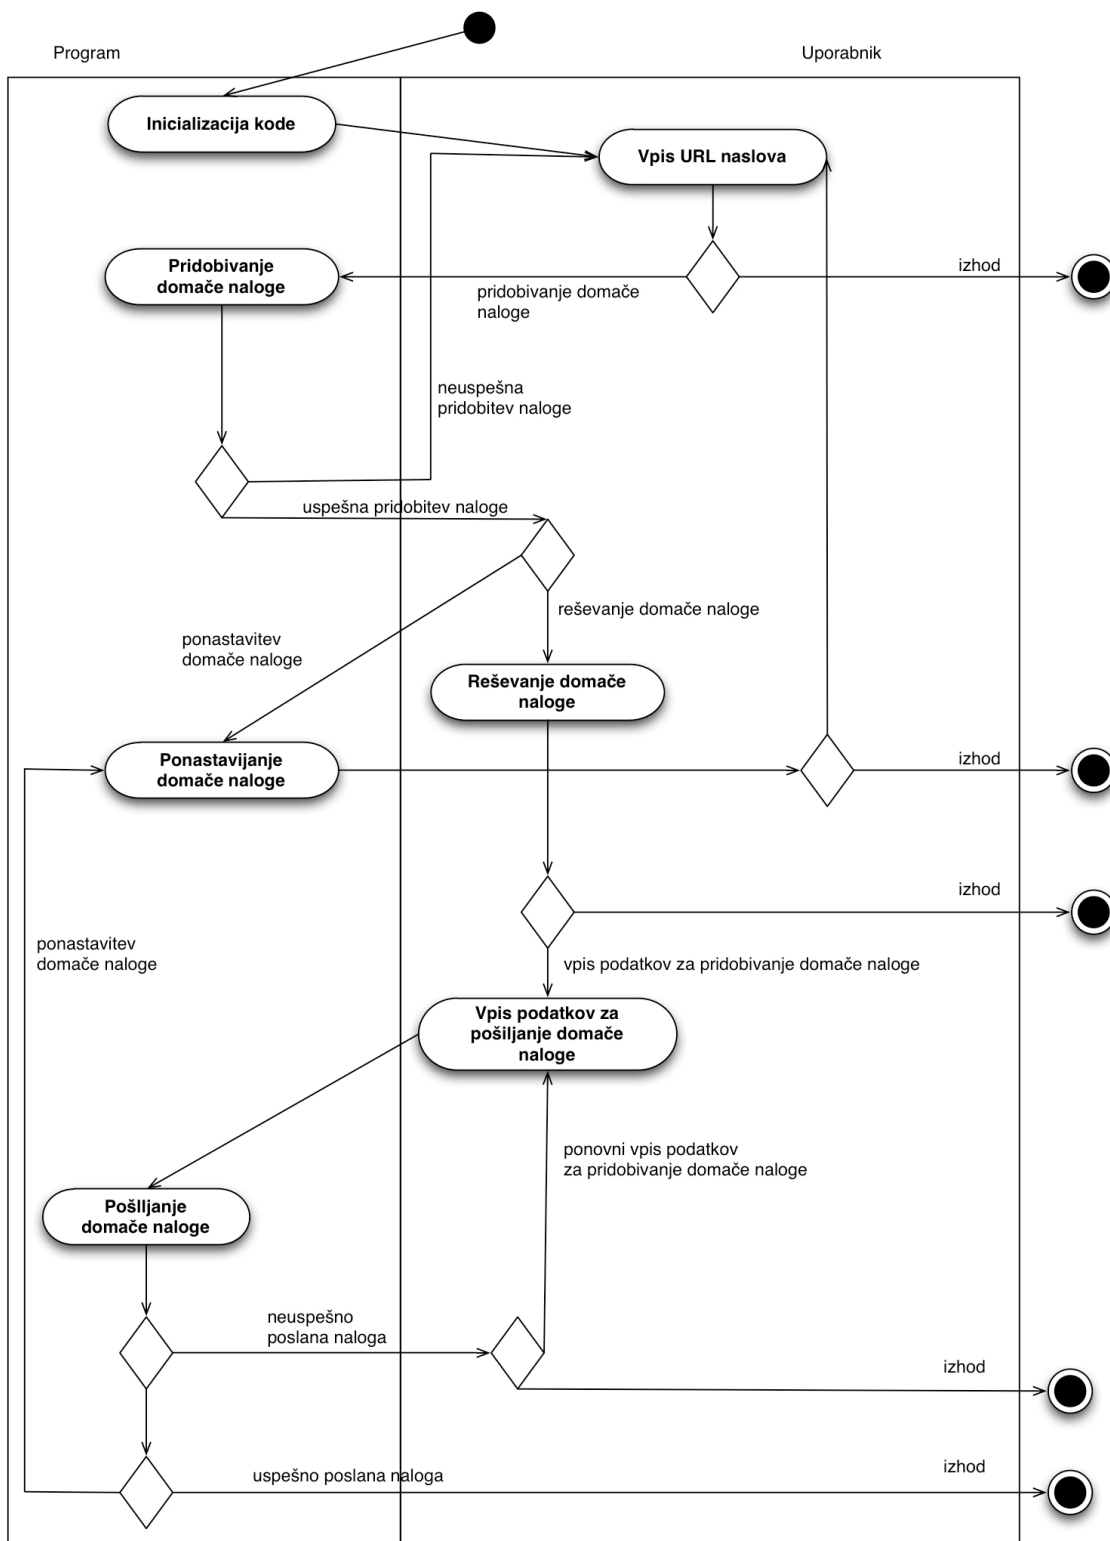 Program
Uporabnik
Inicializacija kode
Vpis URL naslova
Pridobivanje
domače naloge
izhod
pridobivanje domače
naloge
neuspešna
pridobitev naloge
uspešna pridobitev naloge
reševanje domače naloge
ponastavitev
domače naloge
Reševanje domače
naloge
Ponastavijanje
domače naloge
izhod
izhod
ponastavitev
domače naloge
vpis podatkov za pridobivanje domače naloge
Vpis podatkov za
pošiljanje domače
naloge
ponovni vpis podatkov
za pridobivanje domače naloge
Pošlljanje
domače naloge
neuspešno
poslana naloga
izhod
uspešno poslana naloga
izhod